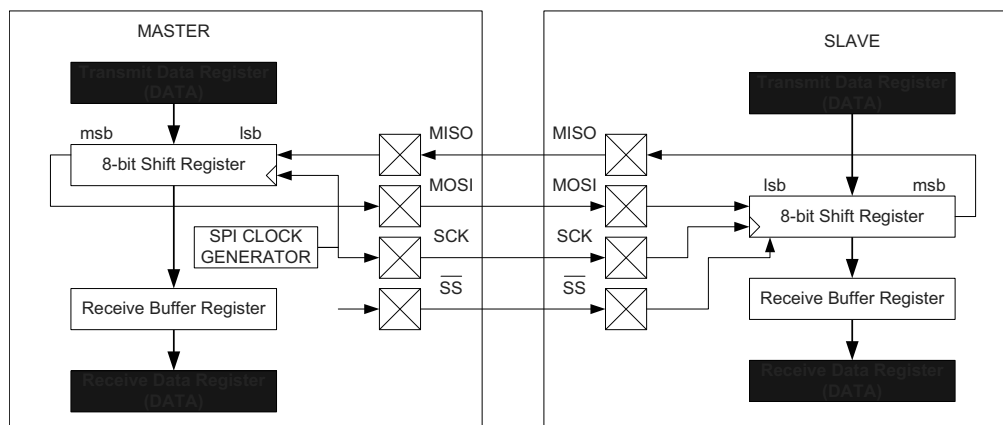 MASTER
Transmit Data Register
(DATA)
msb
lsb
8-bit Shift Register
SPI CLOCK
GENERATOR
Receive Buffer Register
Receive Data Register
(DATA)
MISO
MOSI
SCK
SS
SLAVE
Transmit Data Register
(DATA)
MISO
MOSI
SCK
SS
lsb
msb
8-bit Shift Register
Receive Buffer Register
Receive Data Register
(DATA)